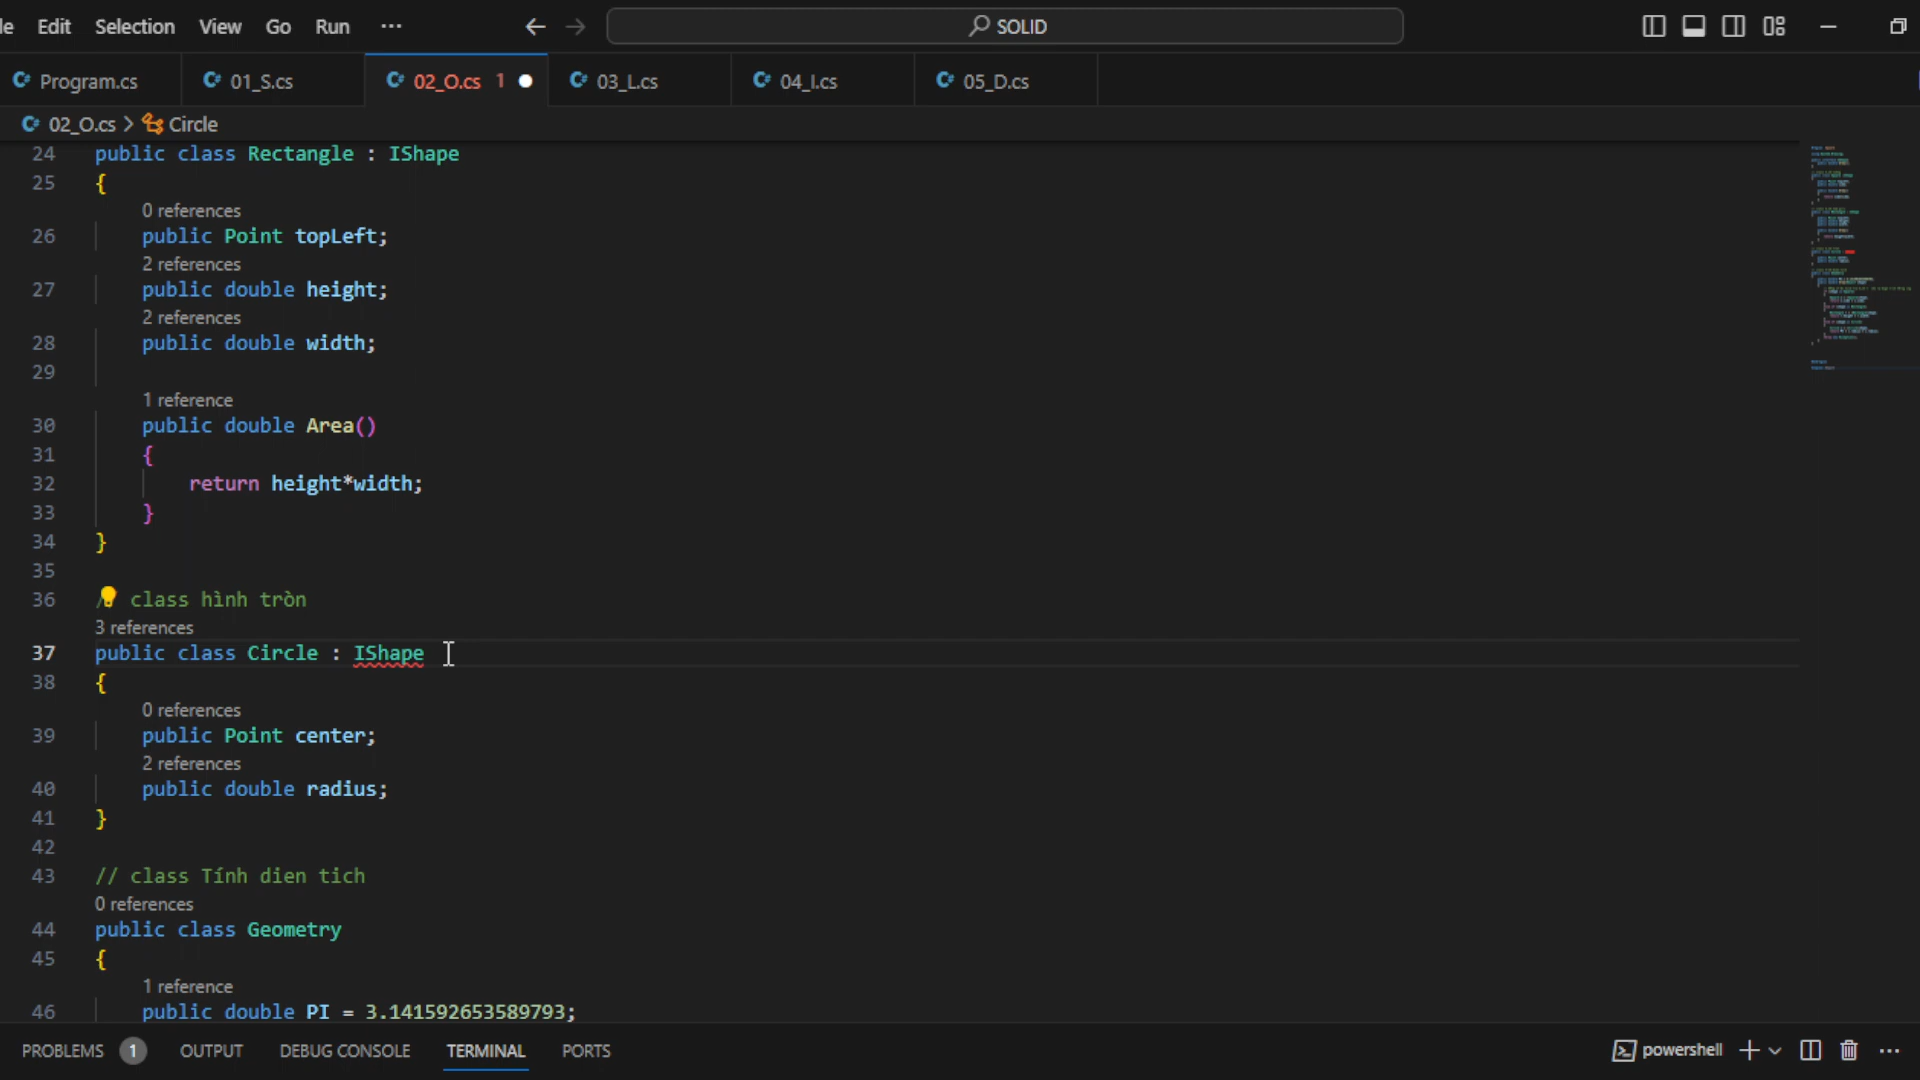 Edit Selection View Go Run ··· SOLID
Program.cs 01_S.cs 02_O.cs 1 03_L.cs 04_I.cs 05_D.cs
02_O.cs > Circle
24 public class Rectangle : IShape
25 {
0 references
26 public Point topLeft;
2 references
27 public double height;
2 references
28 public double width;
29
1 reference
30 public double Area()
31 {
32 return height*width;
33 }
34 }
35
36 / class hình tròn
3 references
37 public class Circle : IShape
38 {
0 references
39 public Point center;
2 references
40 public double radius;
41 }
42
43 // class Tính dien tich
0 references
44 public class Geometry
45 {
1 reference
46 public double PI = 3.141592653589793;
PROBLEMS 1 OUTPUT DEBUG CONSOLE TERMINAL PORTS powershell